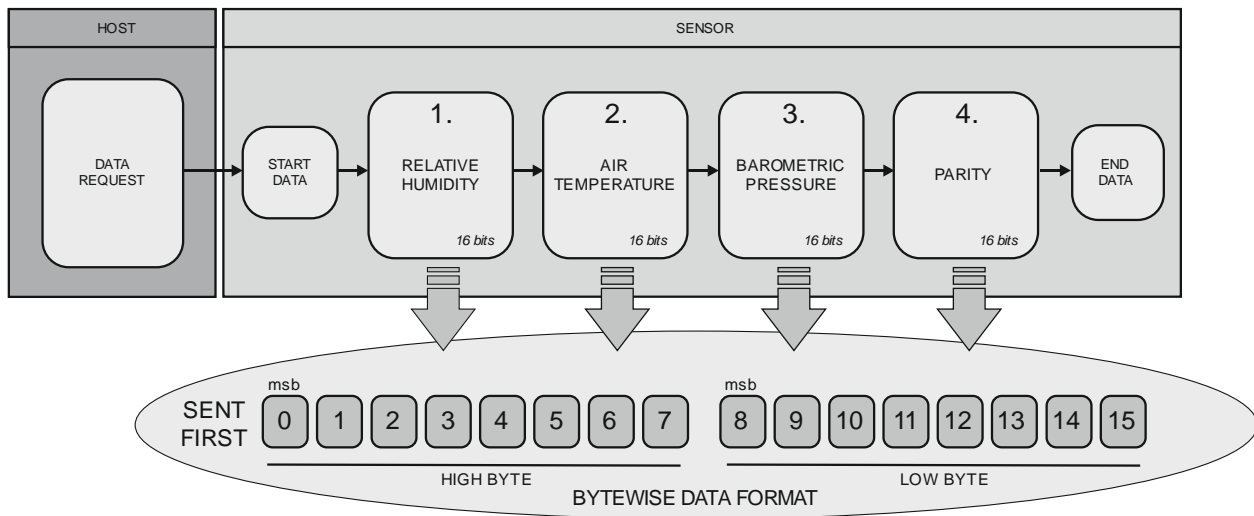 HOST
SENSOR
DATA
REQUEST
START
DATA
1.
RELATIVE
HUMIDITY
16 bits
2.
AIR
TEMPERATURE
16 bits
3.
BAROMETRIC
PRESSURE
16 bits
4.
PARITY
16 bits
END
DATA
msb
msb
SENT
FIRST
0 1 2 3 4 5 6 7 8 9 10 11 12 13 14 15
HIGH BYTE
LOW BYTE
BYTEWISE DATA FORMAT